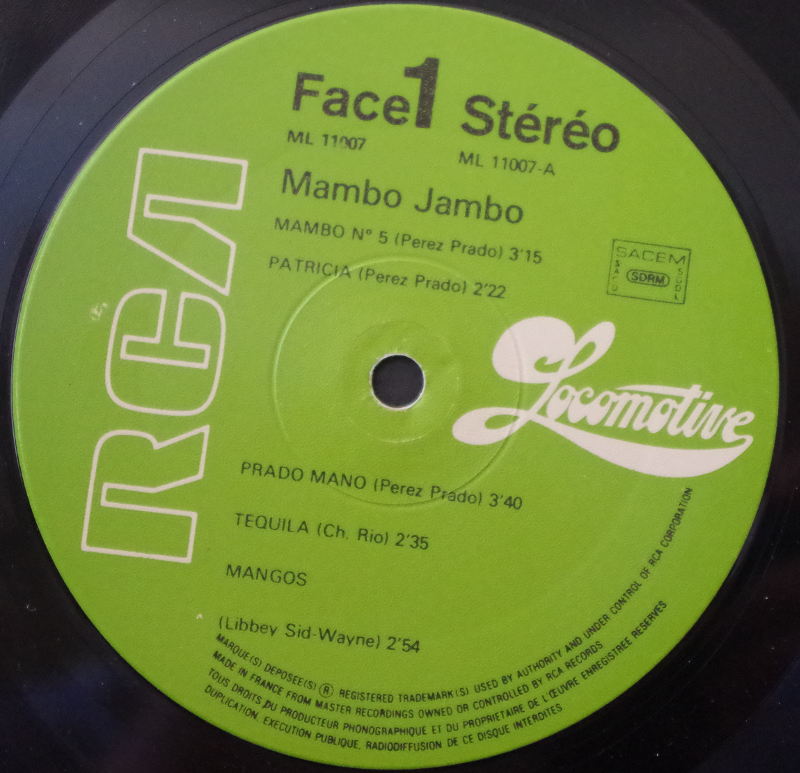 Face 1 Stéréo
ML 11007
ML 11007-A
Mambo Jambo
MAMBO N° 5 (Perez Prado) 3'15
PATRICIA (Perez Prado) 2'22
SACEM
SACD
SDRM
SGDL
RCA
Locomotive
PRADO MANO (Perez Prado) 3'40
TEQUILA (Ch. Rio) 2'35
MANGOS
(Libbey Sid-Wayne) 2'54
MARQUE(S) DEPOSEE(S) ® REGISTERED TRADEMARK(S) USED BY AUTHORITY AND UNDER CONTROL OF RCA CORPORATION
MADE IN FRANCE FROM MASTER RECORDINGS OWNED OR CONTROLLED BY RCA RECORDS
TOUS DROITS DU PRODUCTEUR PHONOGRAPHIQUE ET DU PROPRIETAIRE DE L'ŒUVRE ENREGISTREE RESERVES
DUPLICATION, EXECUTION PUBLIQUE, RADIODIFFUSION DE CE DISQUE INTERDITES